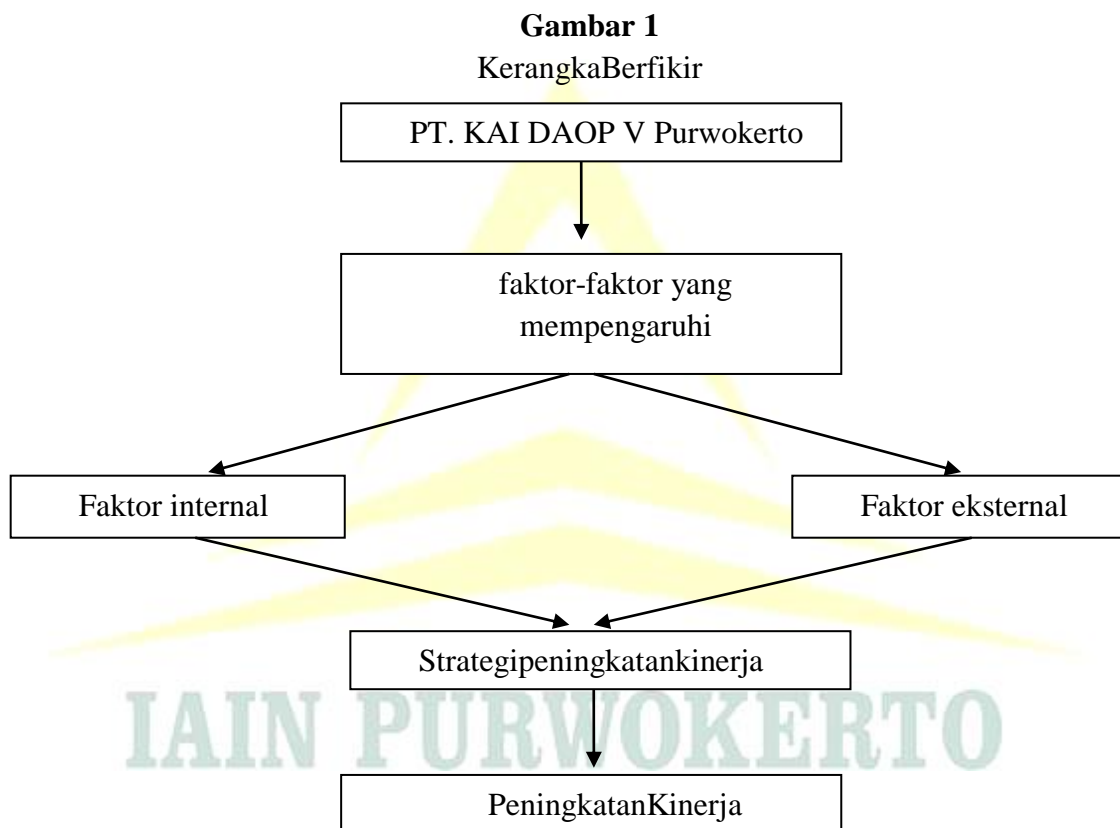 Gambar 1
KerangkaBerfikir
PT. KAI DAOP V Purwokerto
faktor-faktor yang
mempengaruhi
Faktor internal
Faktor eksternal
Strategipeningkatankinerja
IAIN PURWOKERTO
PeningkatanKinerja